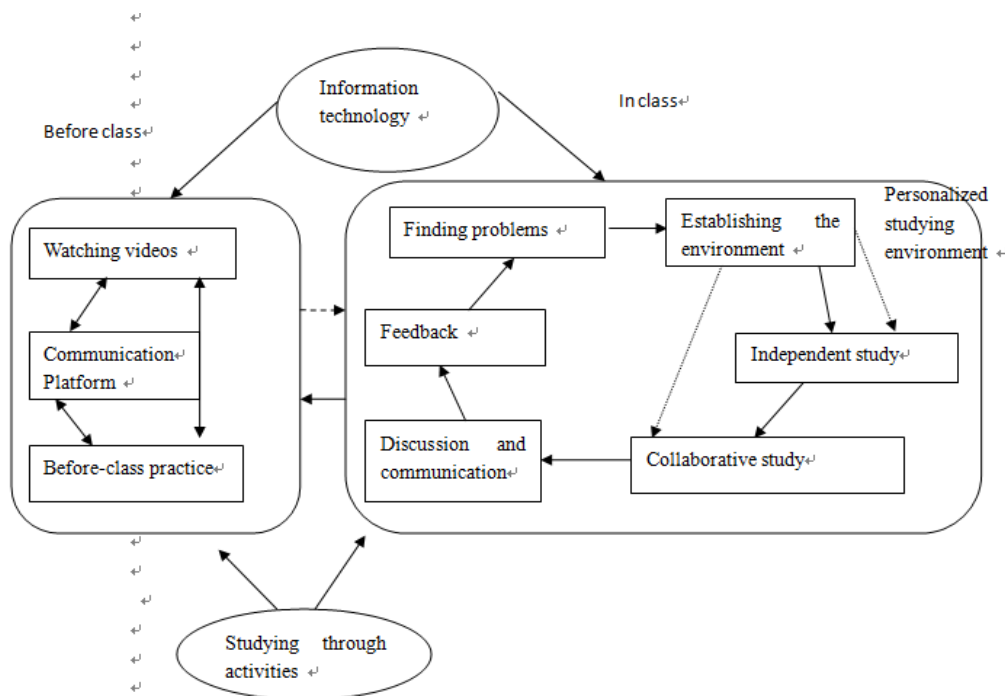 Information
technology
In class
Before class
Personalized
studying
environment
Watching videos
Finding problems
Establishing the
environment
Communication
Platform
Feedback
Independent study
Before-class practice
Discussion and
communication
Collaborative study
Studying through
activities